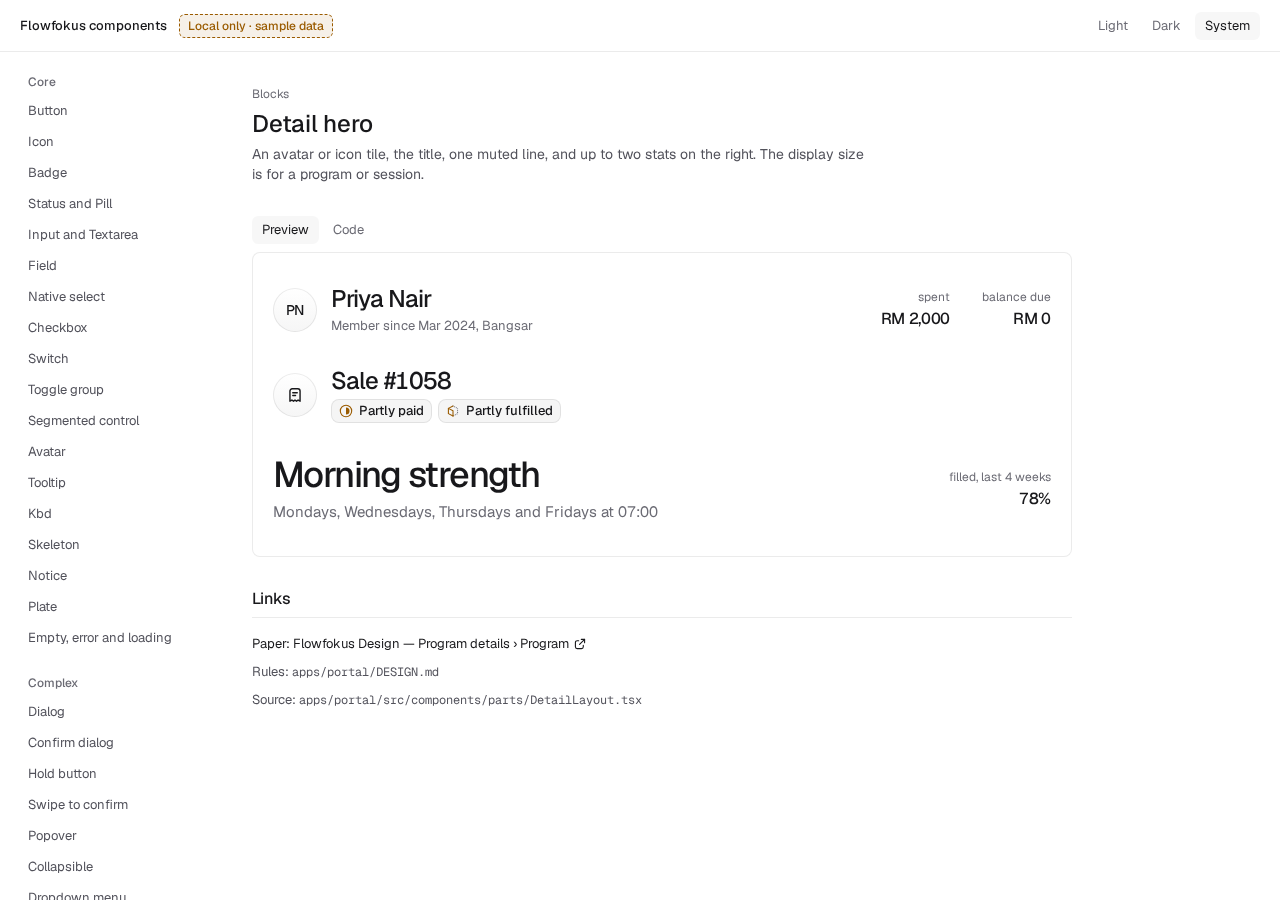 Flowfokus components
Local only · sample data
Light
Dark
System
Core
Button
Icon
Badge
Status and Pill
Input and Textarea
Field
Native select
Checkbox
Switch
Toggle group
Segmented control
Avatar
Tooltip
Kbd
Skeleton
Notice
Plate
Empty, error and loading
Complex
Dialog
Confirm dialog
Hold button
Swipe to confirm
Popover
Collapsible
Dropdown menu
Blocks
Detail hero
An avatar or icon tile, the title, one muted line, and up to two stats on the right. The display size
is for a program or session.
Preview
Code
PN
Priya Nair
Member since Mar 2024, Bangsar
spent
RM 2,000
balance due
RM 0
Sale #1058
Partly paid
Partly fulfilled
Morning strength
Mondays, Wednesdays, Thursdays and Fridays at 07:00
filled, last 4 weeks
78%
Links
Paper: Flowfokus Design — Program details › Program
Rules: apps/portal/DESIGN.md
Source: apps/portal/src/components/parts/DetailLayout.tsx